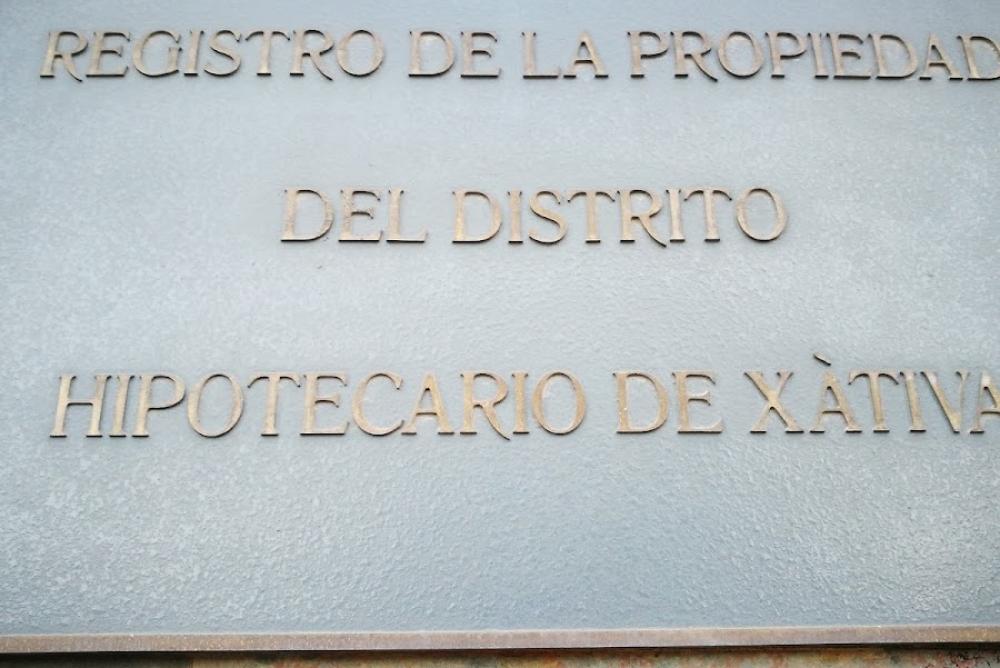 REGISTRO DE LA PROPIEDAD
DEL DISTRITO
HIPOTECARIO DE XÀTIVA